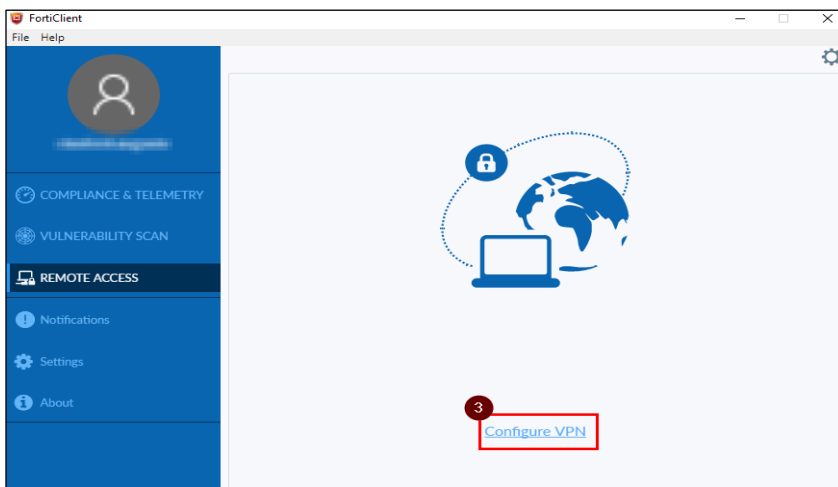 FortiClient
File Help
COMPLIANCE & TELEMETRY
VULNERABILITY SCAN
REMOTE ACCESS
Notifications
Settings
About
3
Configure VPN